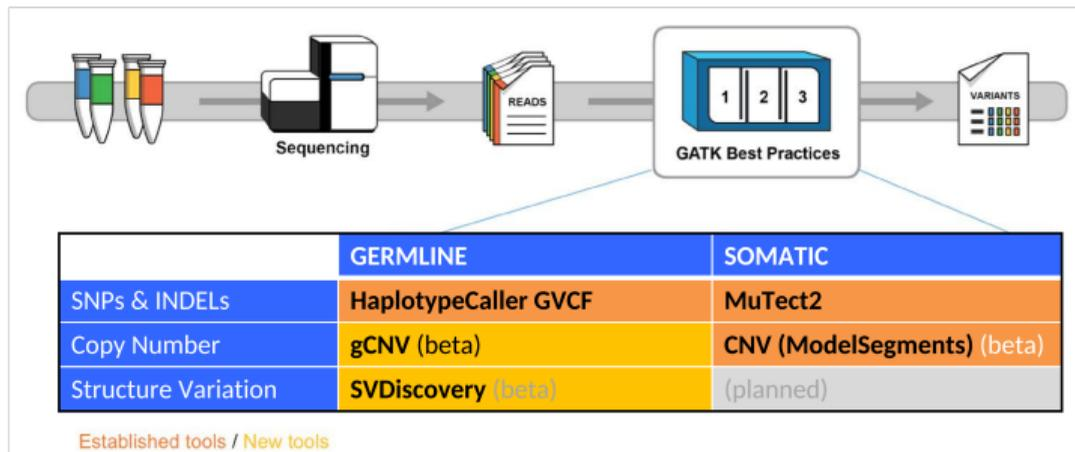 READS
1 2 3
VARIANTS
Sequencing
GATK Best Practices
GERMLINE SOMATIC
SNPs & INDELs HaplotypeCaller GVCF MuTect2
Copy Number gCNV (beta) CNV (ModelSegments) (beta)
Structure Variation SVDiscovery (beta) (planned)
Established tools / New tools